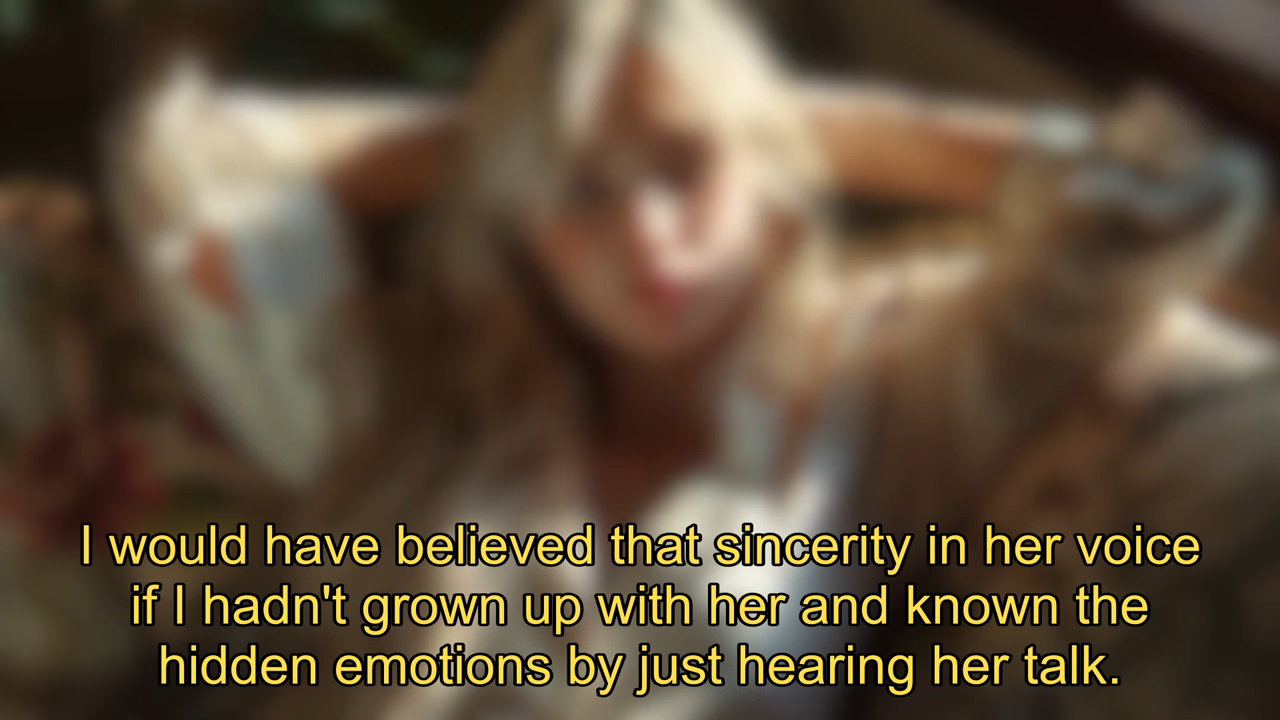 I would have believed that sincerity in her voice
if I hadn't grown up with her and known the
hidden emotions by just hearing her talk.